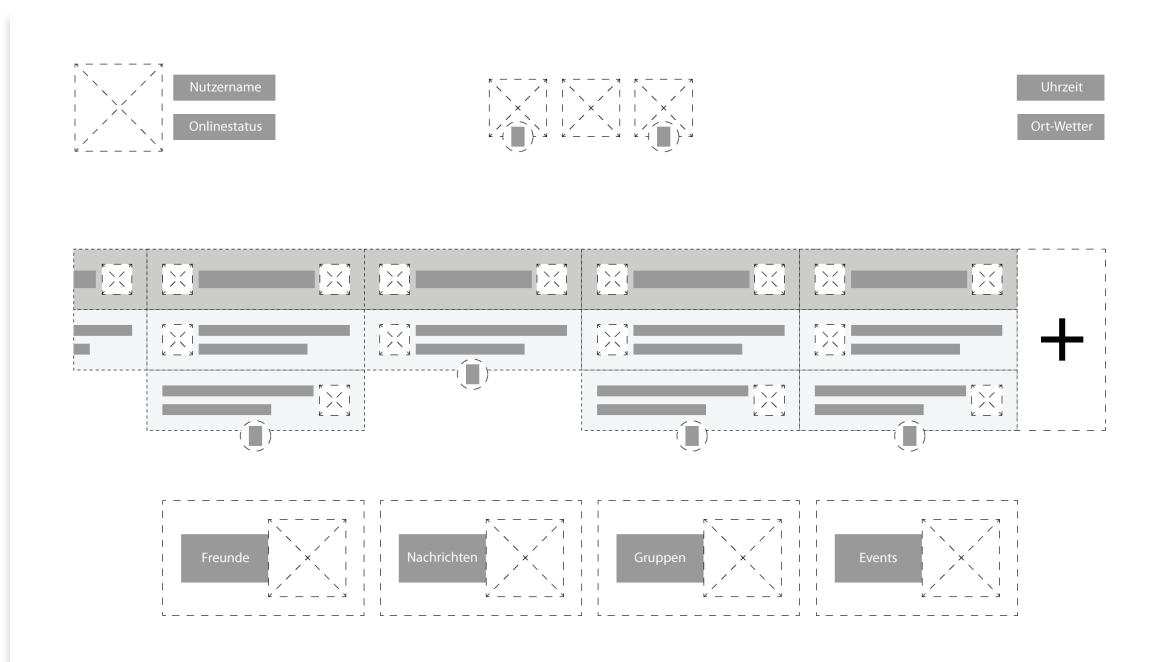 Nutzername
Onlinestatus
Uhrzeit
Ort-Wetter
Freunde
Nachrichten
Gruppen
Events